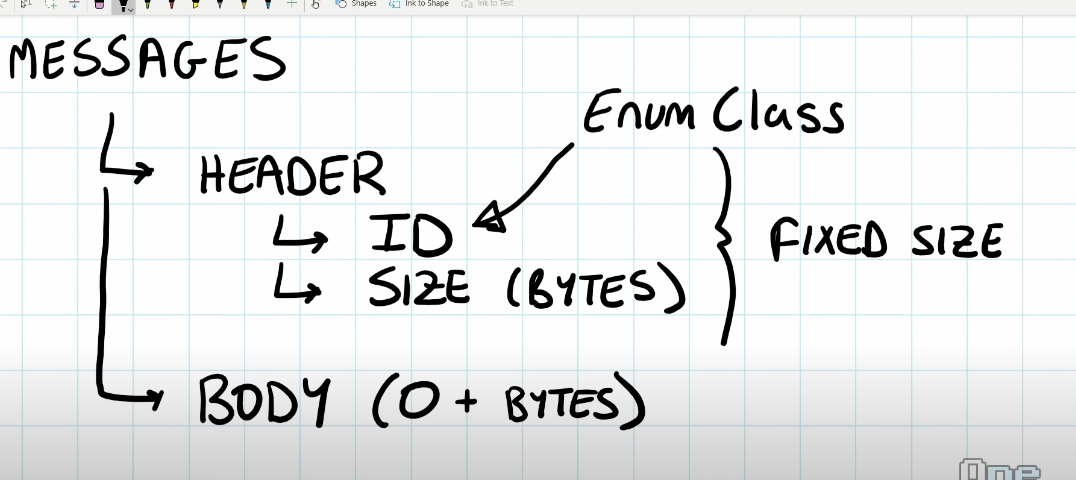 Shapes Ink to Shape Ink to Text
MESSAGES
Enum Class
HEADER
ID
FIXED SIZE
SIZE (BYTES)
BODY (0 + BYTES)
One